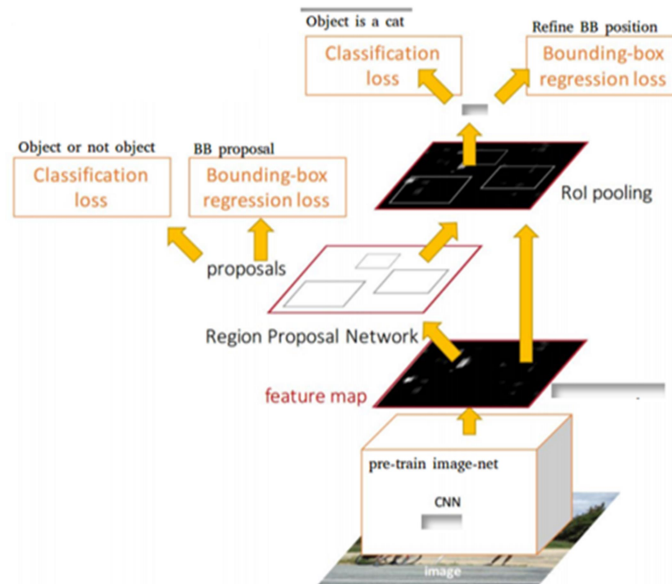 Object is a cat
Refine BB position
Classification
loss
Bounding-box
regression loss
Object or not object
BB proposal
Classification
loss
Bounding-box
regression loss
RoI pooling
proposals
Region Proposal Network
feature map
pre-train image-net
CNN
image